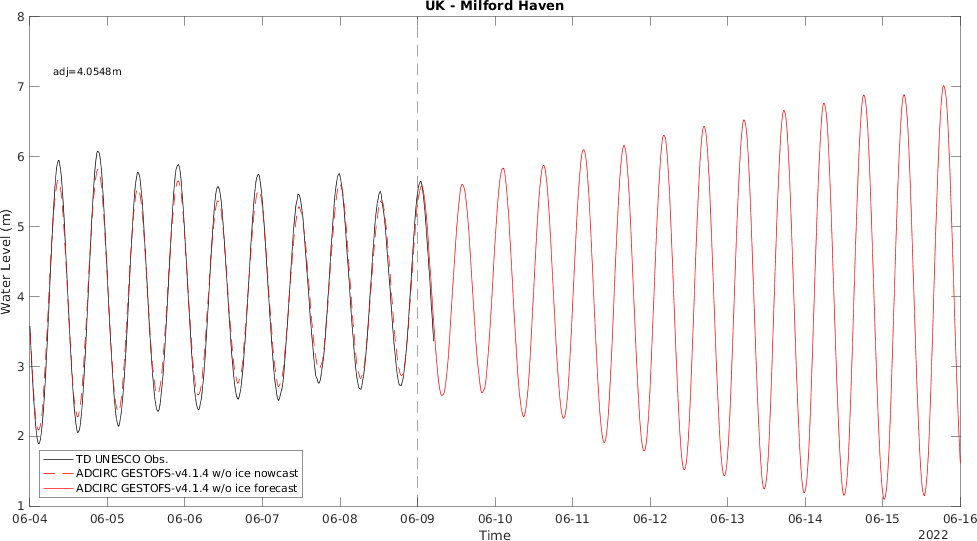 UK - Milford Haven
adj=4.0548m
8
7
6
5
4
3
2
1
Water Level (m)
TD UNESCO Obs.
ADCIRC GESTOFS-v4.1.4 w/o ice nowcast
ADCIRC GESTOFS-v4.1.4 w/o ice forecast
06-04 06-05 06-06 06-07 06-08 06-09 06-10 06-11 06-12 06-13 06-14 06-15 06-16
Time
2022